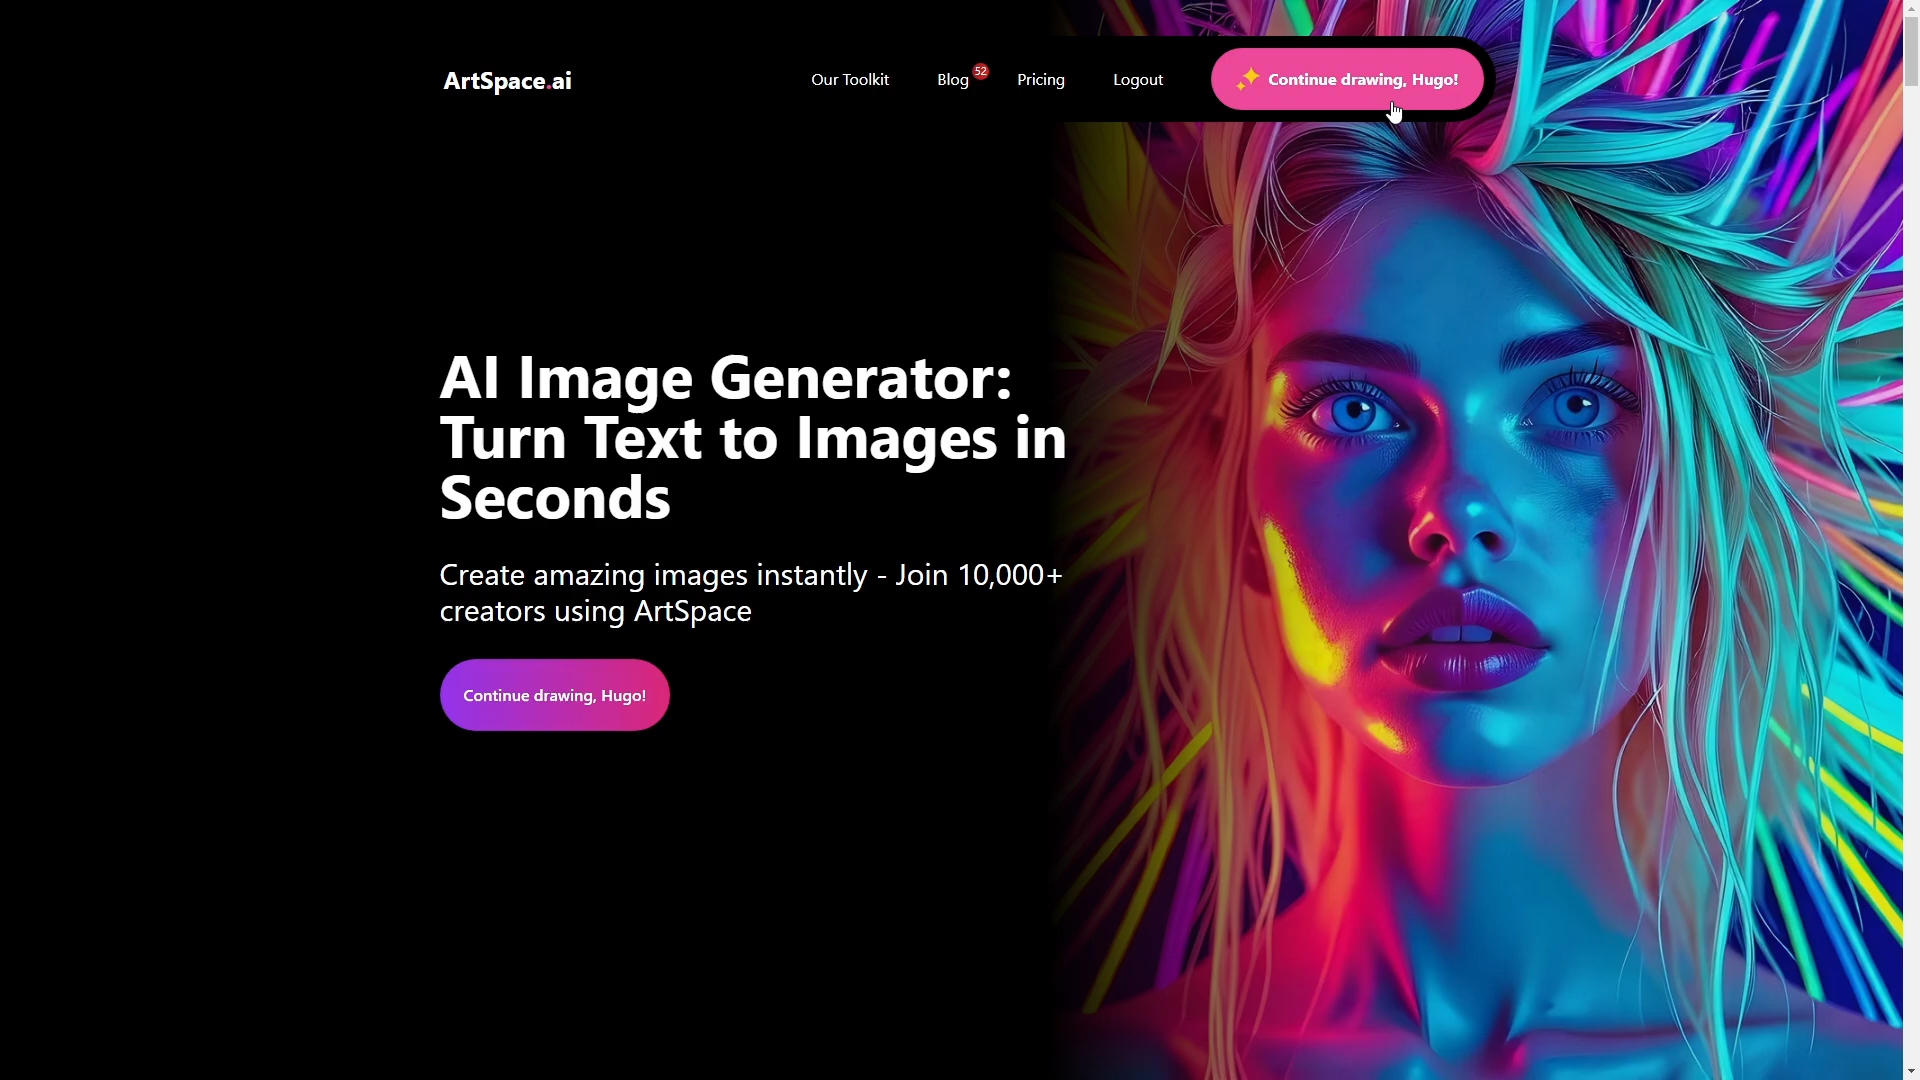 ArtSpace.ai
Our Toolkit
Blog 52
Pricing
Logout
Continue drawing, Hugo!
AI Image Generator:
Turn Text to Images in
Seconds
Create amazing images instantly - Join 10,000+
creators using ArtSpace
Continue drawing, Hugo!